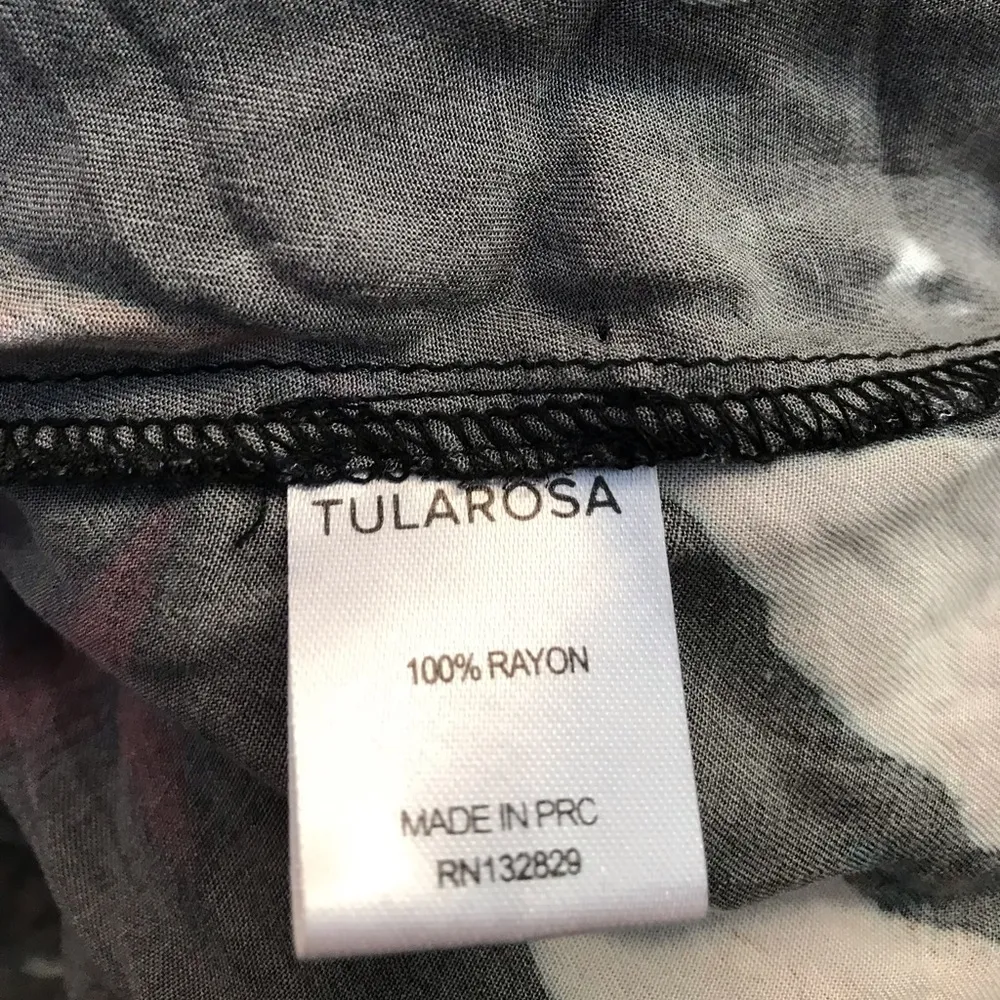 TULAROSA
100% RAYON
MADE IN PRC
RN132829